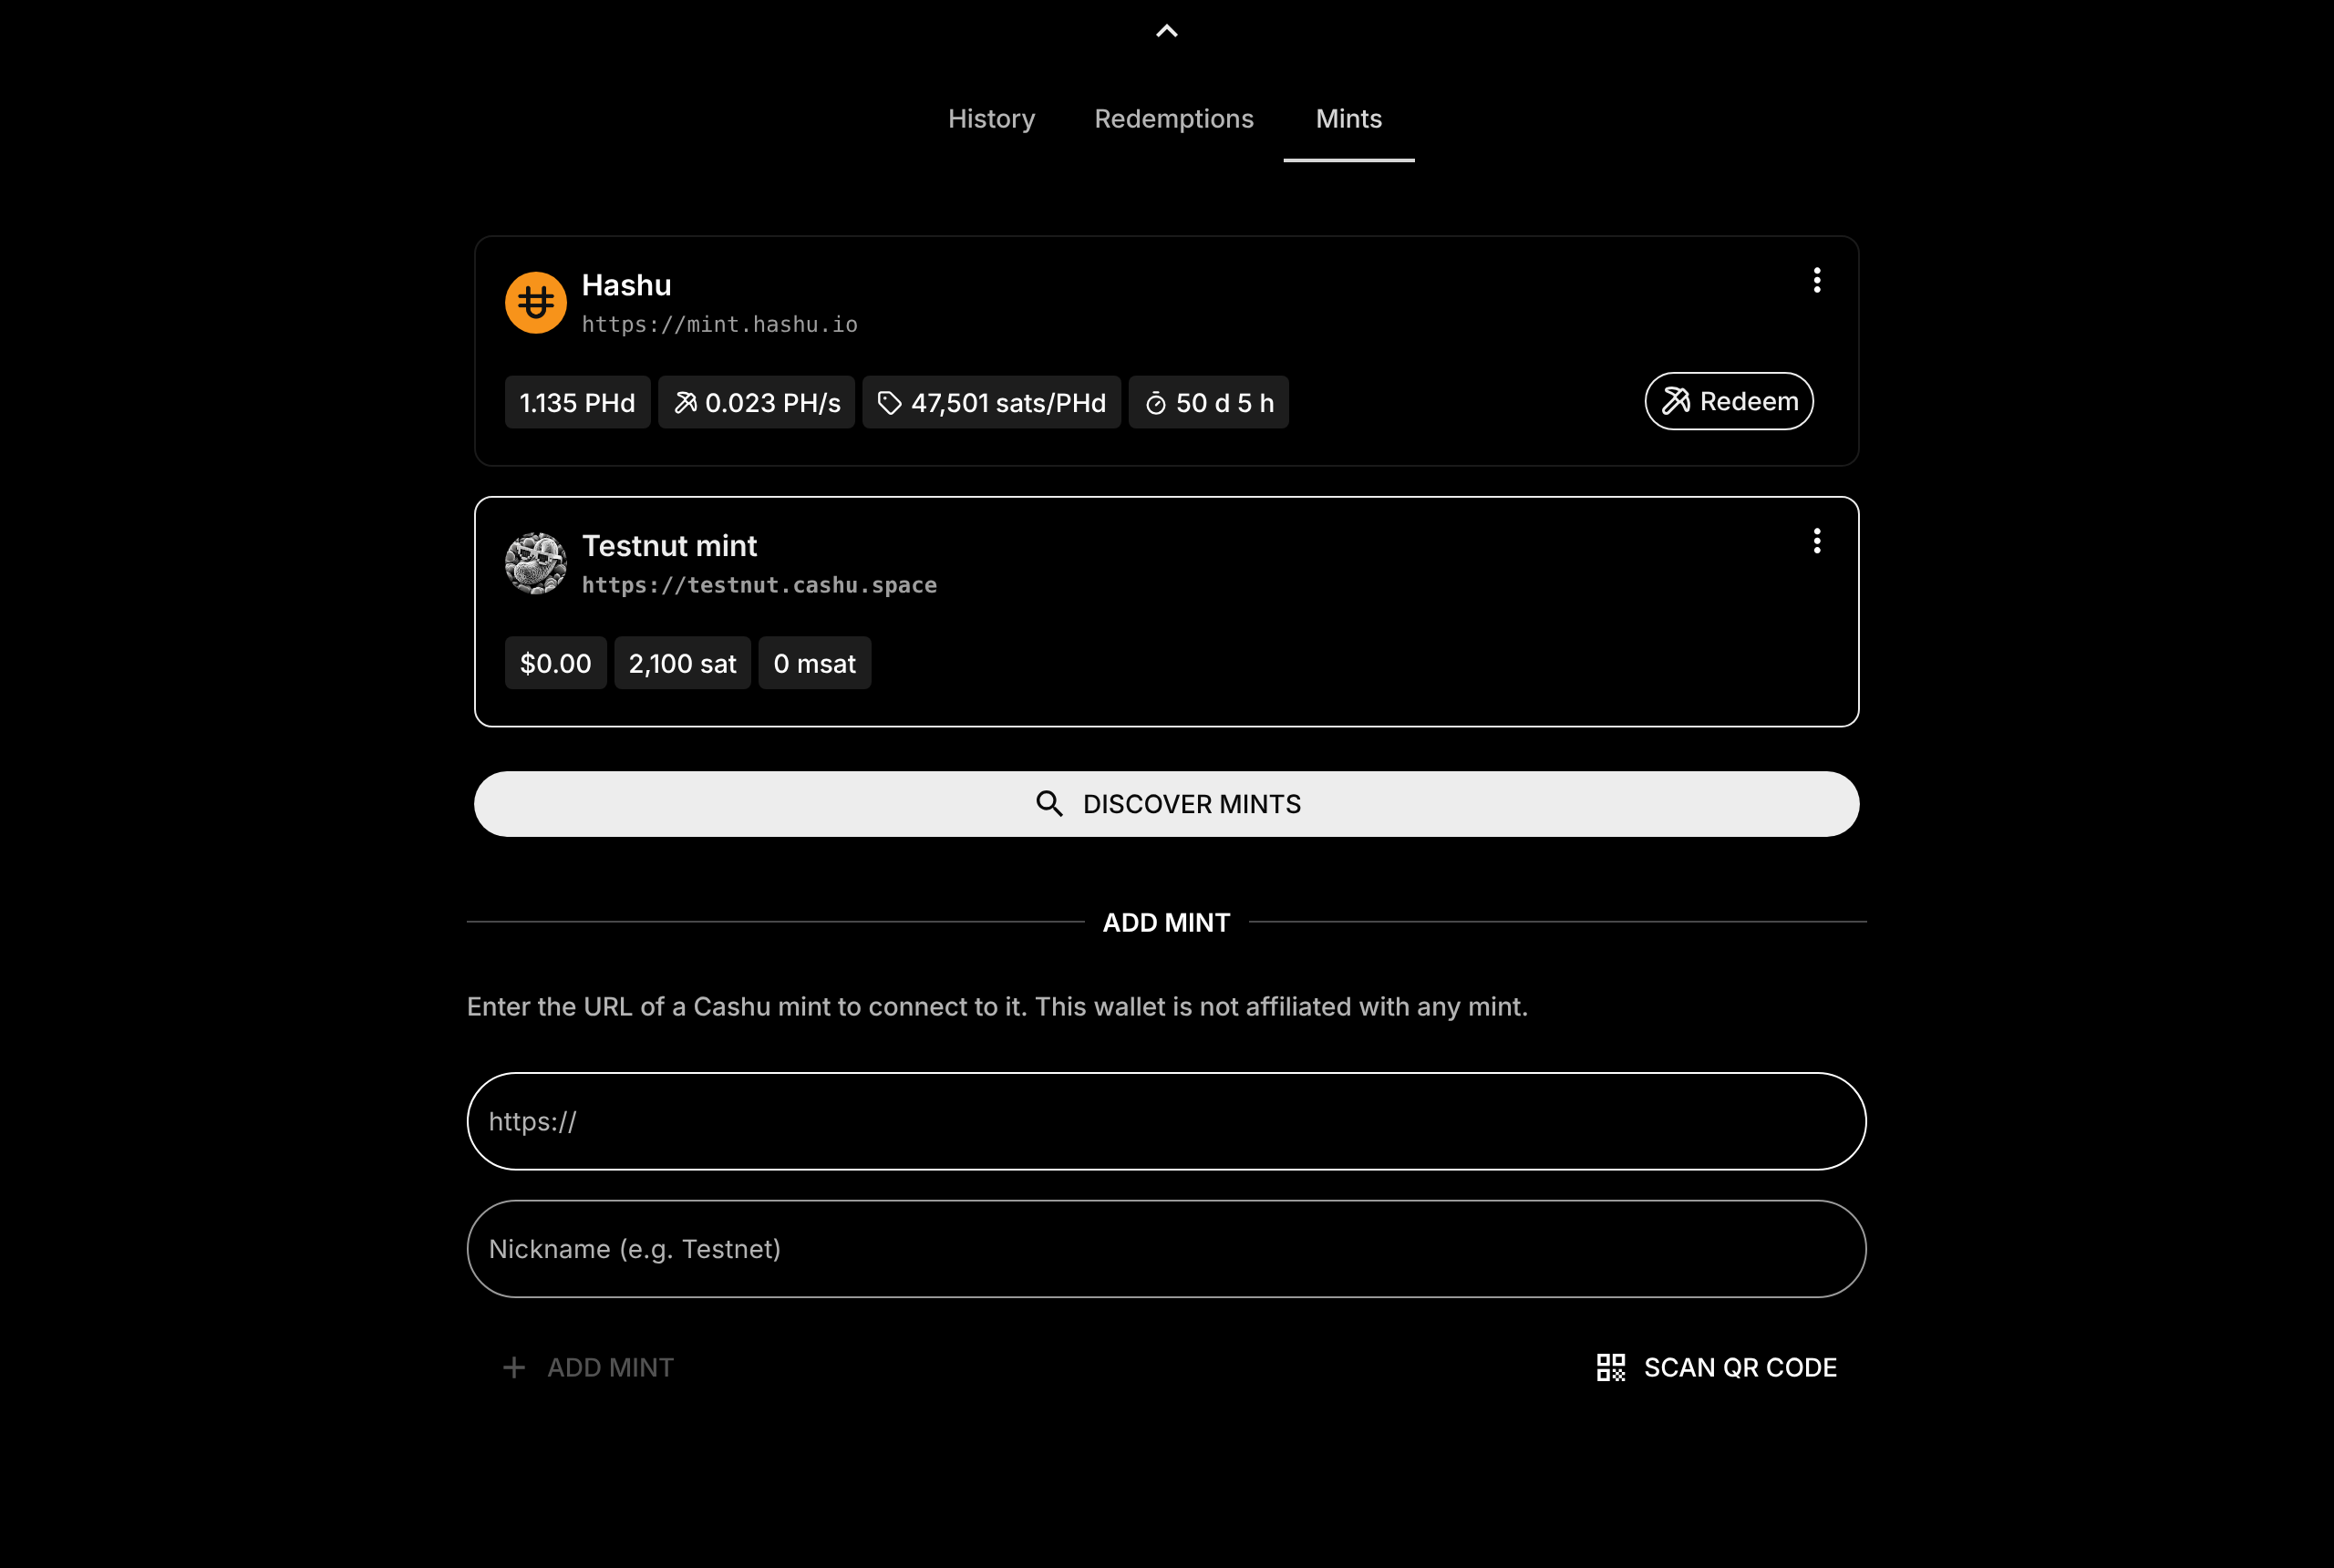 History Redemptions Mints
Hashu
https://mint.hashu.io
1.135 PHd 0.023 PH/s 47,501 sats/PHd 50 d 5 h Redeem
Testnut mint
https://testnut.cashu.space
$0.00 2,100 sat 0 msat
DISCOVER MINTS
ADD MINT
Enter the URL of a Cashu mint to connect to it. This wallet is not affiliated with any mint.
https://
Nickname (e.g. Testnet)
ADD MINT SCAN QR CODE